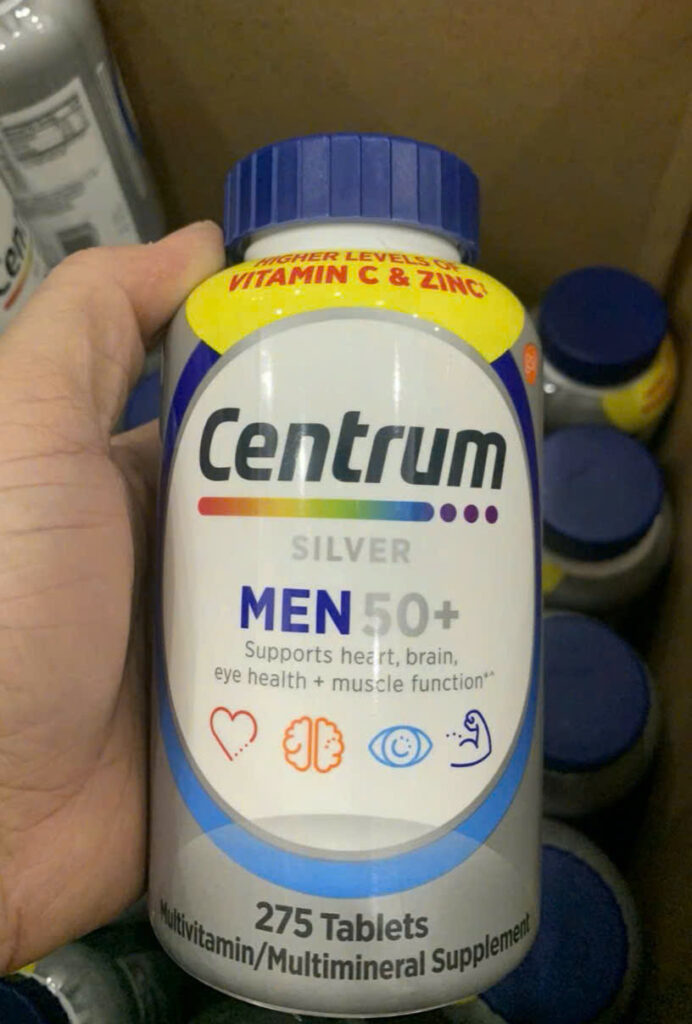 HIGHER LEVELS OF
VITAMIN C & ZINC‡
Centrum
SILVER
MEN 50+
Supports heart, brain,
eye health + muscle function*^
275 Tablets
Multivitamin/Multimineral Supplement
Cen